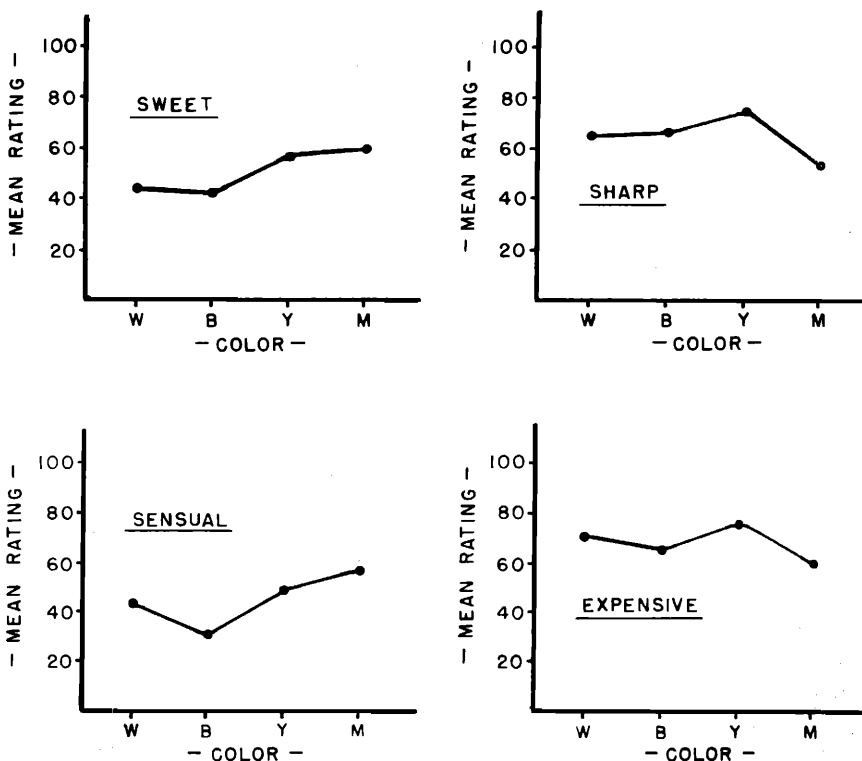 100
80
60
40
20
— MEAN RATING —
SWEET
W B Y M
— COLOR —
100
80
60
40
20
— MEAN RATING —
SHARP
W B Y M
— COLOR —
100
80
60
40
20
— MEAN RATING —
SENSUAL
W B Y M
— COLOR —
100
80
60
40
20
— MEAN RATING —
EXPENSIVE
W B Y M
— COLOR —